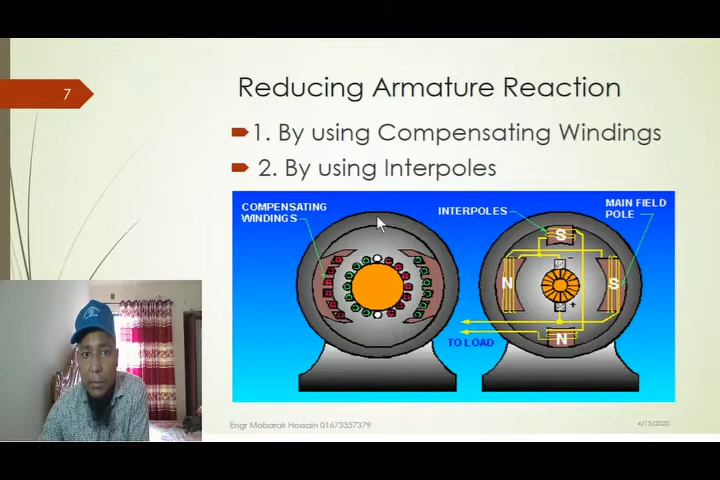 7
Reducing Armature Reaction
1. By using Compensating Windings
2. By using Interpoles
COMPENSATING
WINDINGS
INTERPOLES
MAIN FIELD
POLE
S
N
S
N
-
+
TO LOAD
Engr Mobarak Hossain 01673357379
4/15/2020